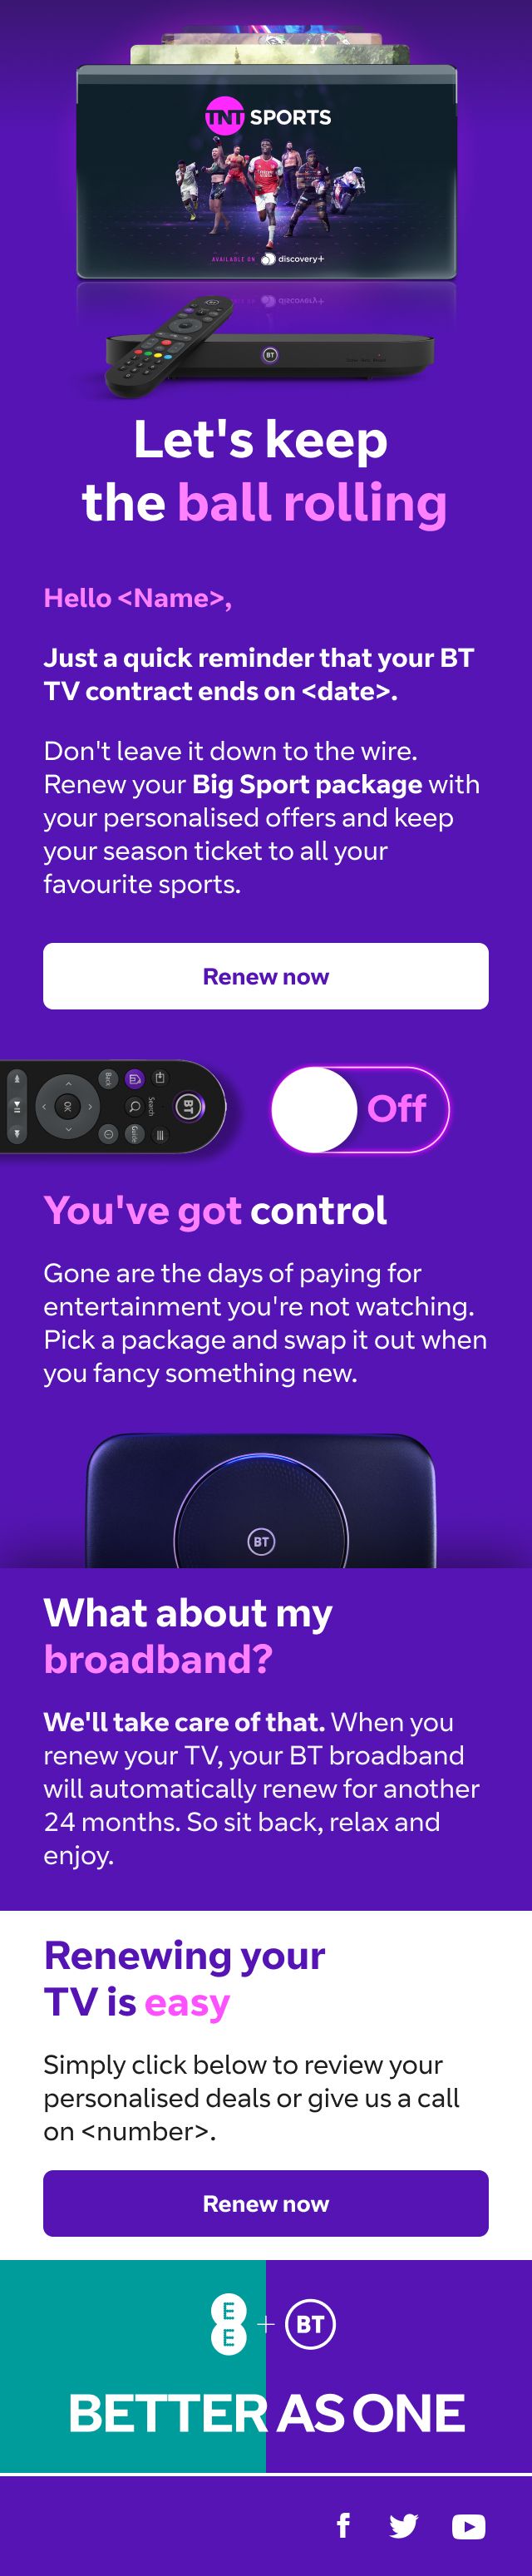 TNT SPORTS
AVAILABLE ON discovery+
BT
Let's keep
the ball rolling
Hello <Name>,
Just a quick reminder that your BT
TV contract ends on <date>.
Don't leave it down to the wire.
Renew your Big Sport package with
your personalised offers and keep
your season ticket to all your
favourite sports.
Renew now
OK
Back
Search
Guide
BT
Off
You've got control
Gone are the days of paying for
entertainment you're not watching.
Pick a package and swap it out when
you fancy something new.
BT
What about my
broadband?
We'll take care of that. When you
renew your TV, your BT broadband
will automatically renew for another
24 months. So sit back, relax and
enjoy.
Renewing your
TV is easy
Simply click below to review your
personalised deals or give us a call
on <number>.
Renew now
EE + BT
BETTER AS ONE